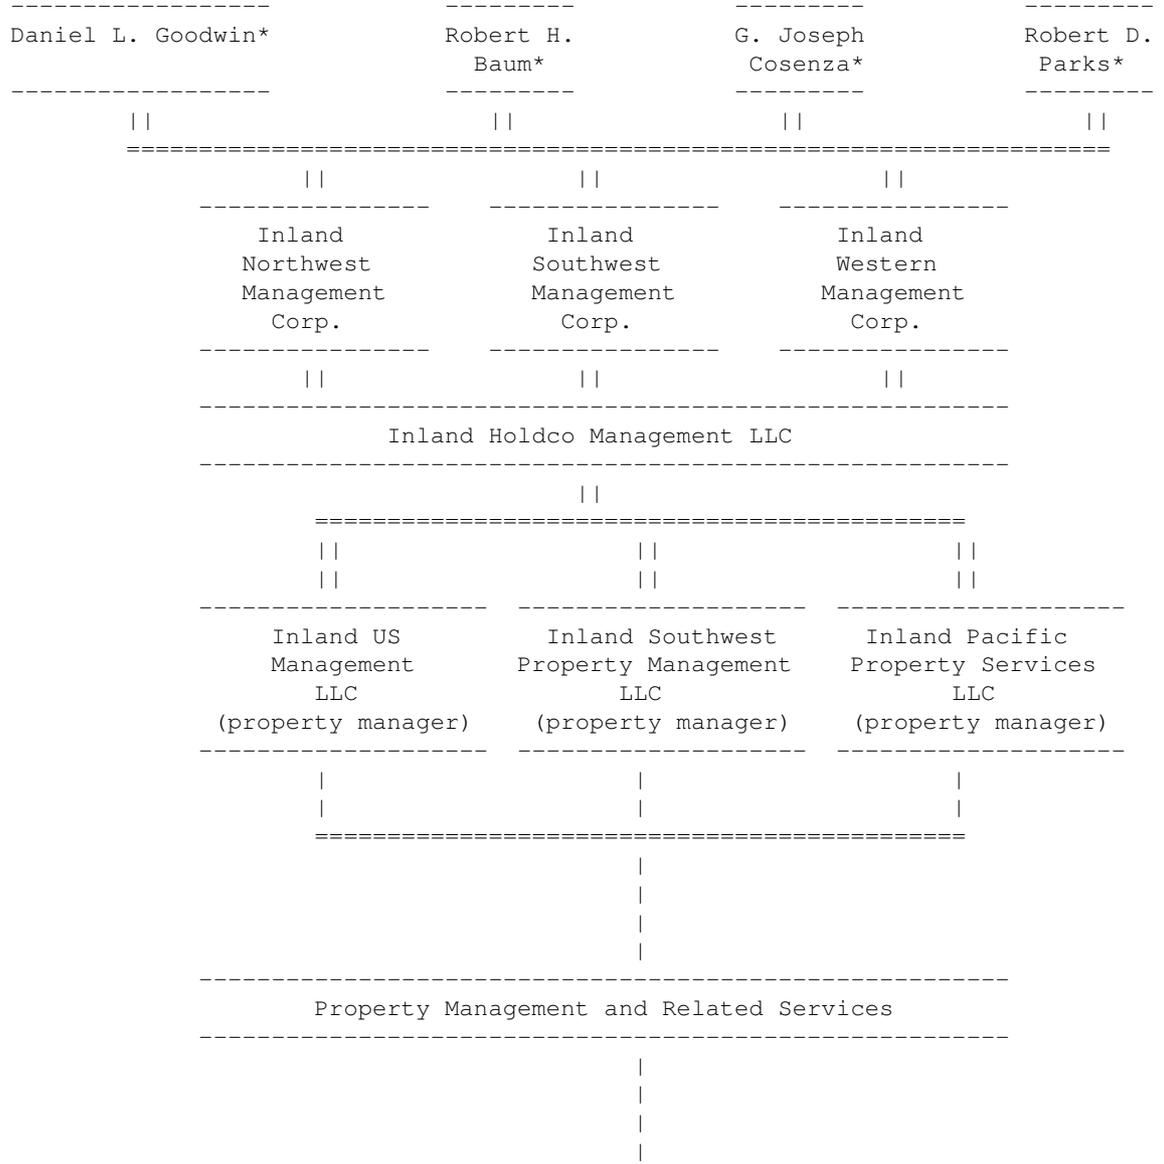 Daniel L. Goodwin* Robert H. G. Joseph Robert D.
Baum* Cosenza* Parks*
Inland Inland Inland
Northwest Southwest Western
Management Management Management
Corp. Corp. Corp.
Inland Holdco Management LLC
Inland US Inland Southwest Inland Pacific
Management Property Management Property Services
LLC LLC LLC
(property manager) (property manager) (property manager)
Property Management and Related Services